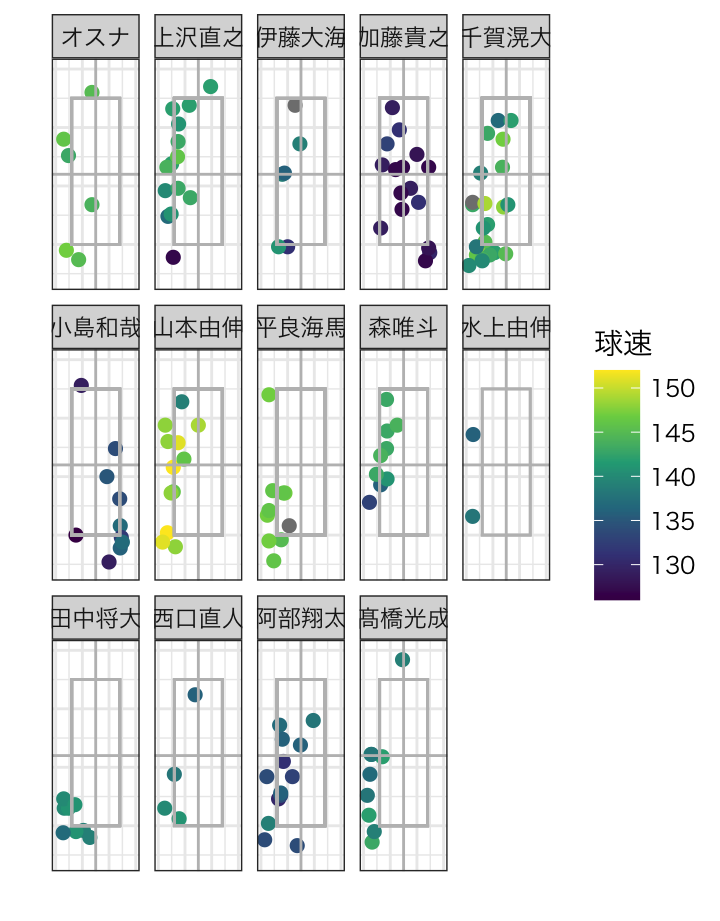 オスナ
上沢直之
伊藤大海
加藤貴之
千賀滉大
小島和哉
山本由伸
平良海馬
森唯斗
水上由伸
田中将大
西口直人
阿部翔太
髙橋光成
球速
150
145
140
135
130